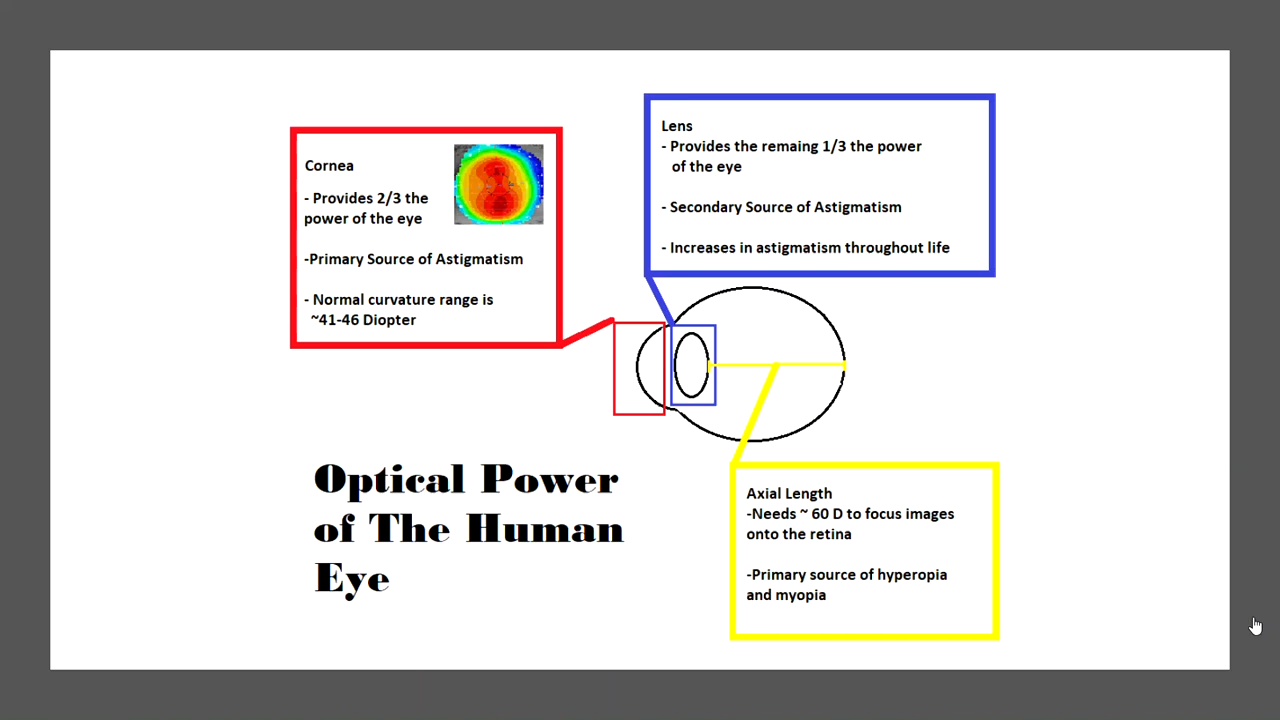 Cornea
- Provides 2/3 the
power of the eye
-Primary Source of Astigmatism
- Normal curvature range is
~41-46 Diopter
Lens
- Provides the remaing 1/3 the power
of the eye
- Secondary Source of Astigmatism
- Increases in astigmatism throughout life
Optical Power
of The Human
Eye
Axial Length
-Needs ~ 60 D to focus images
onto the retina
-Primary source of hyperopia
and myopia